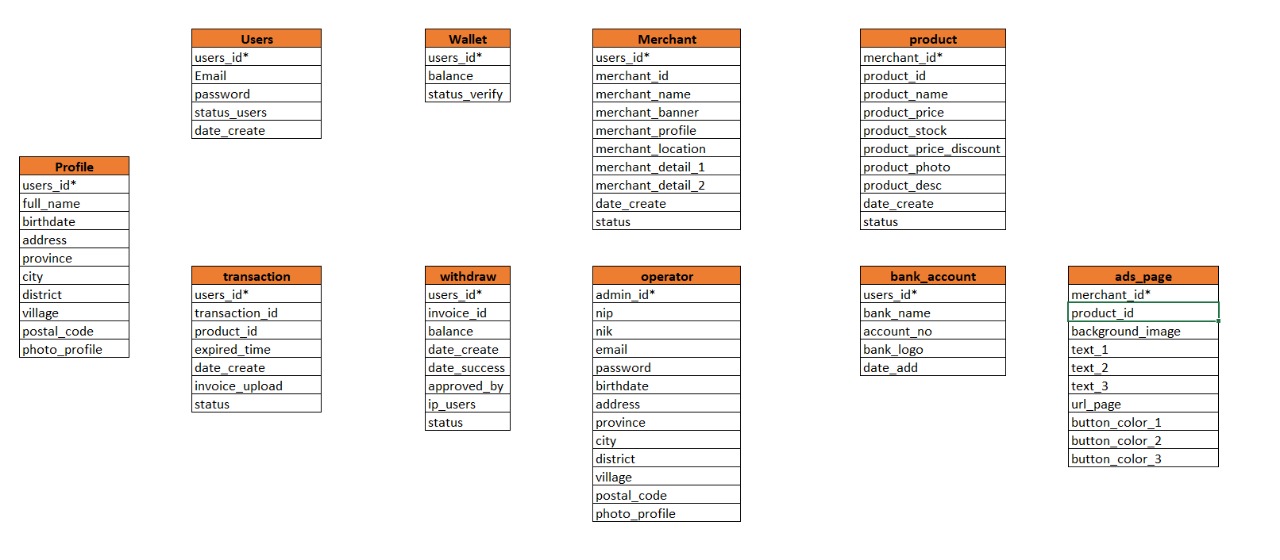 Users
users_id*
Email
password
status_users
date_create
Wallet
users_id*
balance
status_verify
Merchant
users_id*
merchant_id
merchant_name
merchant_banner
merchant_profile
merchant_location
merchant_detail_1
merchant_detail_2
date_create
status
product
merchant_id*
product_id
product_name
product_price
product_stock
product_price_discount
product_photo
product_desc
date_create
status
Profile
users_id*
full_name
birthdate
address
province
city
district
village
postal_code
photo_profile
transaction
users_id*
transaction_id
product_id
expired_time
date_create
invoice_upload
status
withdraw
users_id*
invoice_id
balance
date_create
date_success
approved_by
ip_users
status
operator
admin_id*
nip
nik
email
password
birthdate
address
province
city
district
village
postal_code
photo_profile
bank_account
users_id*
bank_name
account_no
bank_logo
date_add
ads_page
merchant_id*
product_id
background_image
text_1
text_2
text_3
url_page
button_color_1
button_color_2
button_color_3